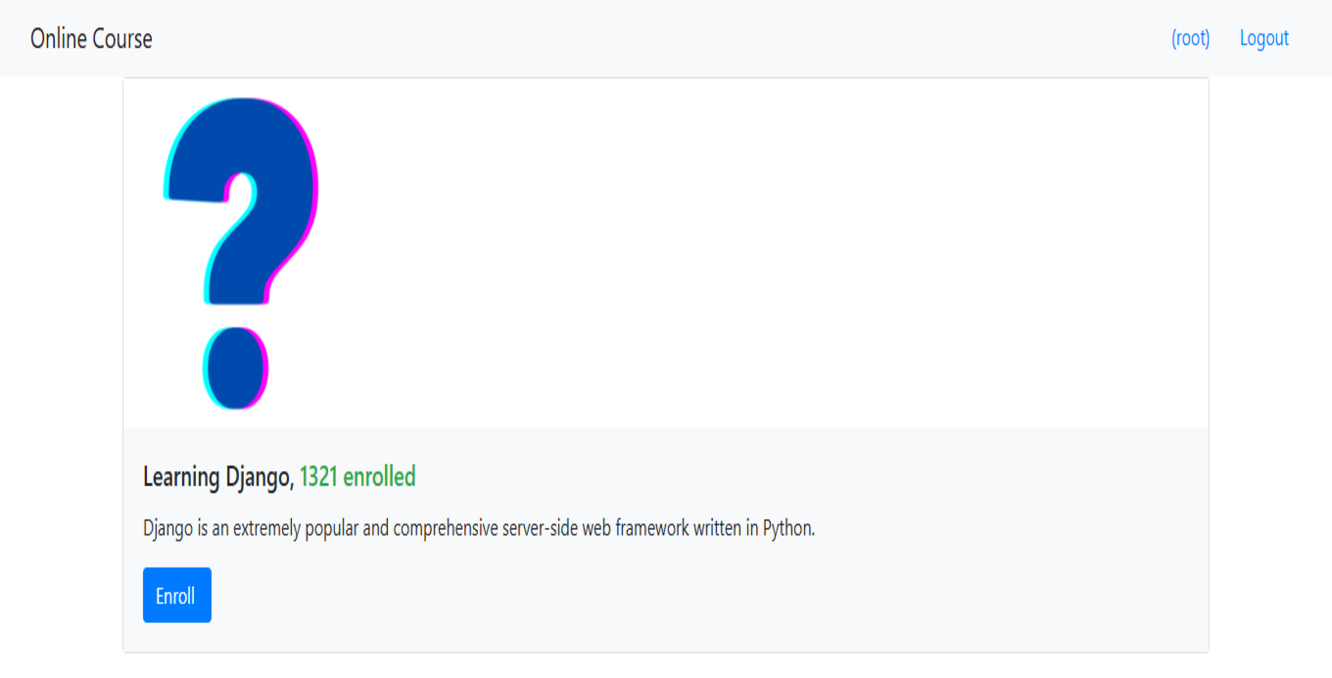 Online Course
(root) Logout
?
Learning Django, 1321 enrolled
Django is an extremely popular and comprehensive server-side web framework written in Python.
Enroll